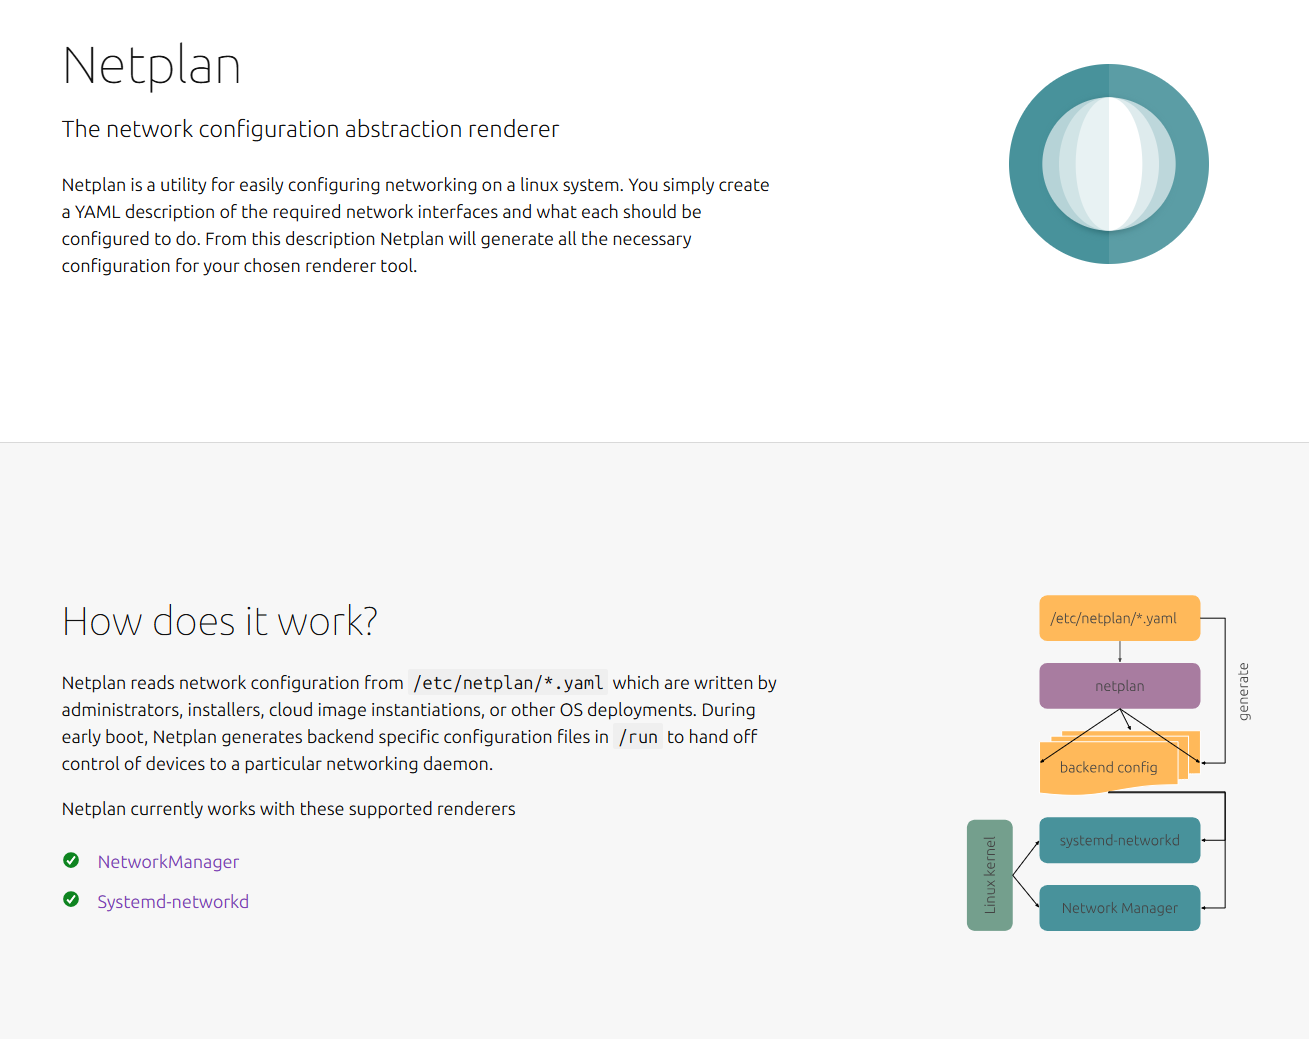 Netplan
The network configuration abstraction renderer
Netplan is a utility for easily configuring networking on a linux system. You simply create
a YAML description of the required network interfaces and what each should be
configured to do. From this description Netplan will generate all the necessary
configuration for your chosen renderer tool.
How does it work?
Netplan reads network configuration from /etc/netplan/*.yaml which are written by
administrators, installers, cloud image instantiations, or other OS deployments. During
early boot, Netplan generates backend specific configuration files in /run to hand off
control of devices to a particular networking daemon.
Netplan currently works with these supported renderers
NetworkManager
Systemd-networkd
/etc/netplan/*.yaml
netplan
generate
backend config
systemd-networkd
Linux kernel
Network Manager